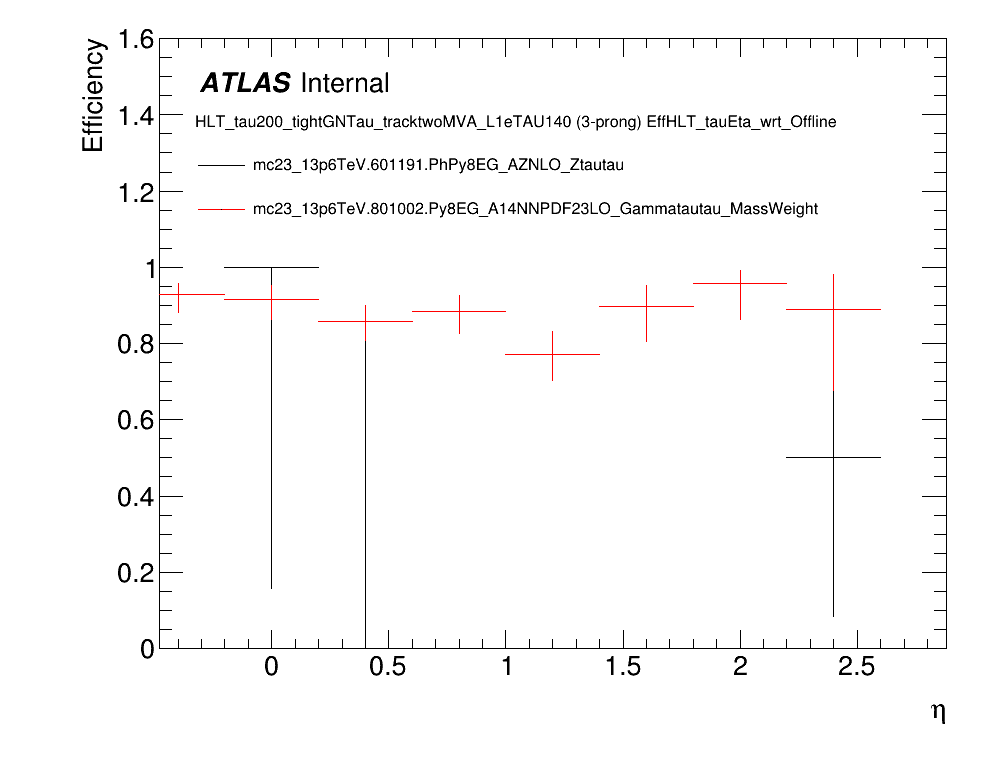 Efficiency
1.6
1.4
1.2
1
0.8
0.6
0.4
0.2
0
ATLAS Internal
HLT_tau200_tightGNTau_tracktwoMVA_L1eTAU140 (3-prong) EffHLT_tauEta_wrt_Offline
mc23_13p6TeV.601191.PhPy8EG_AZNLO_Ztautau
mc23_13p6TeV.801002.Py8EG_A14NNPDF23LO_Gammatautau_MassWeight
0 0.5 1 1.5 2 2.5
η